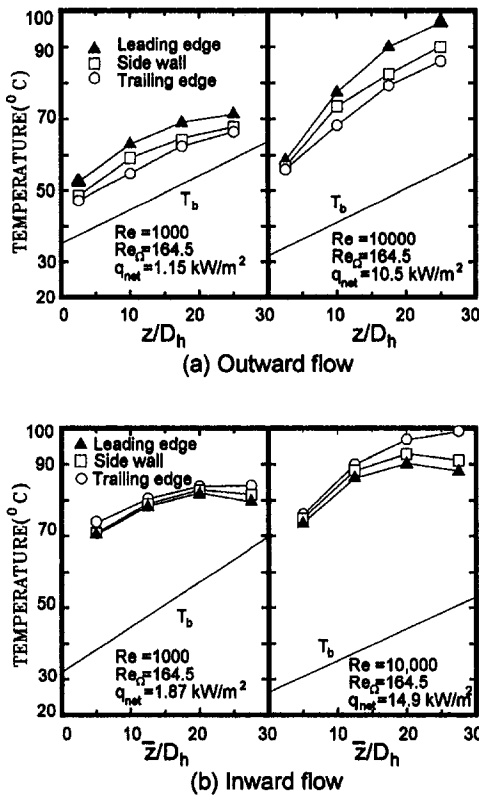 100
90
70
50
30
20
TEMPERATURE(⁰C)
Leading edge
Side wall
Trailing edge
T_b
Re =1000
Re_Ω=164.5
q_net=1.15 kW/m²
0 10 20 30
z/D_h
T_b
Re =10000
Re_Ω=164.5
q_net=10.5 kW/m²
0 10 20 30
z/D_h
(a) Outward flow
100
90
70
50
30
20
TEMPERATURE(⁰C)
Leading edge
Side wall
Trailing edge
T_b
Re =1000
Re_Ω=164.5
q_net=1.87 kW/m²
0 10 20 30
z̄/D_h
T_b
Re =10,000
Re_Ω=164.5
q_net=14,9 kW/m²
0 10 20 30
z̄/D_h
(b) Inward flow